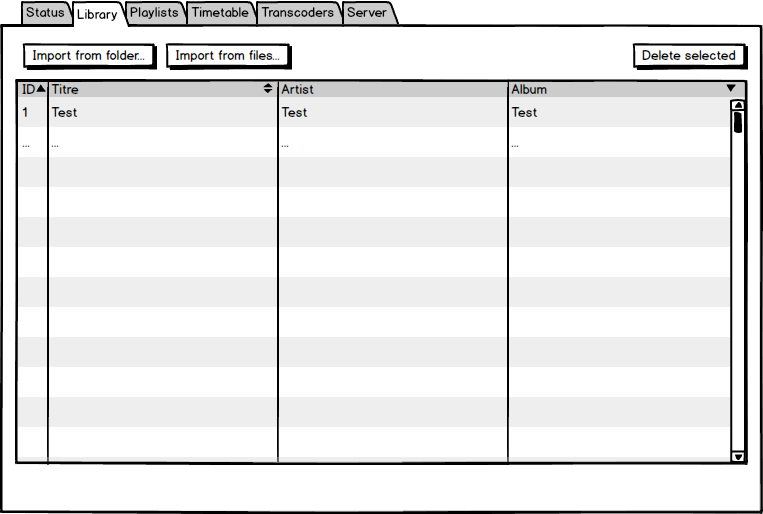 Status Library Playlists Timetable Transcoders Server
Import from folder... Import from files... Delete selected
ID Titre Artist Album
1 Test Test Test
... ... ... ...